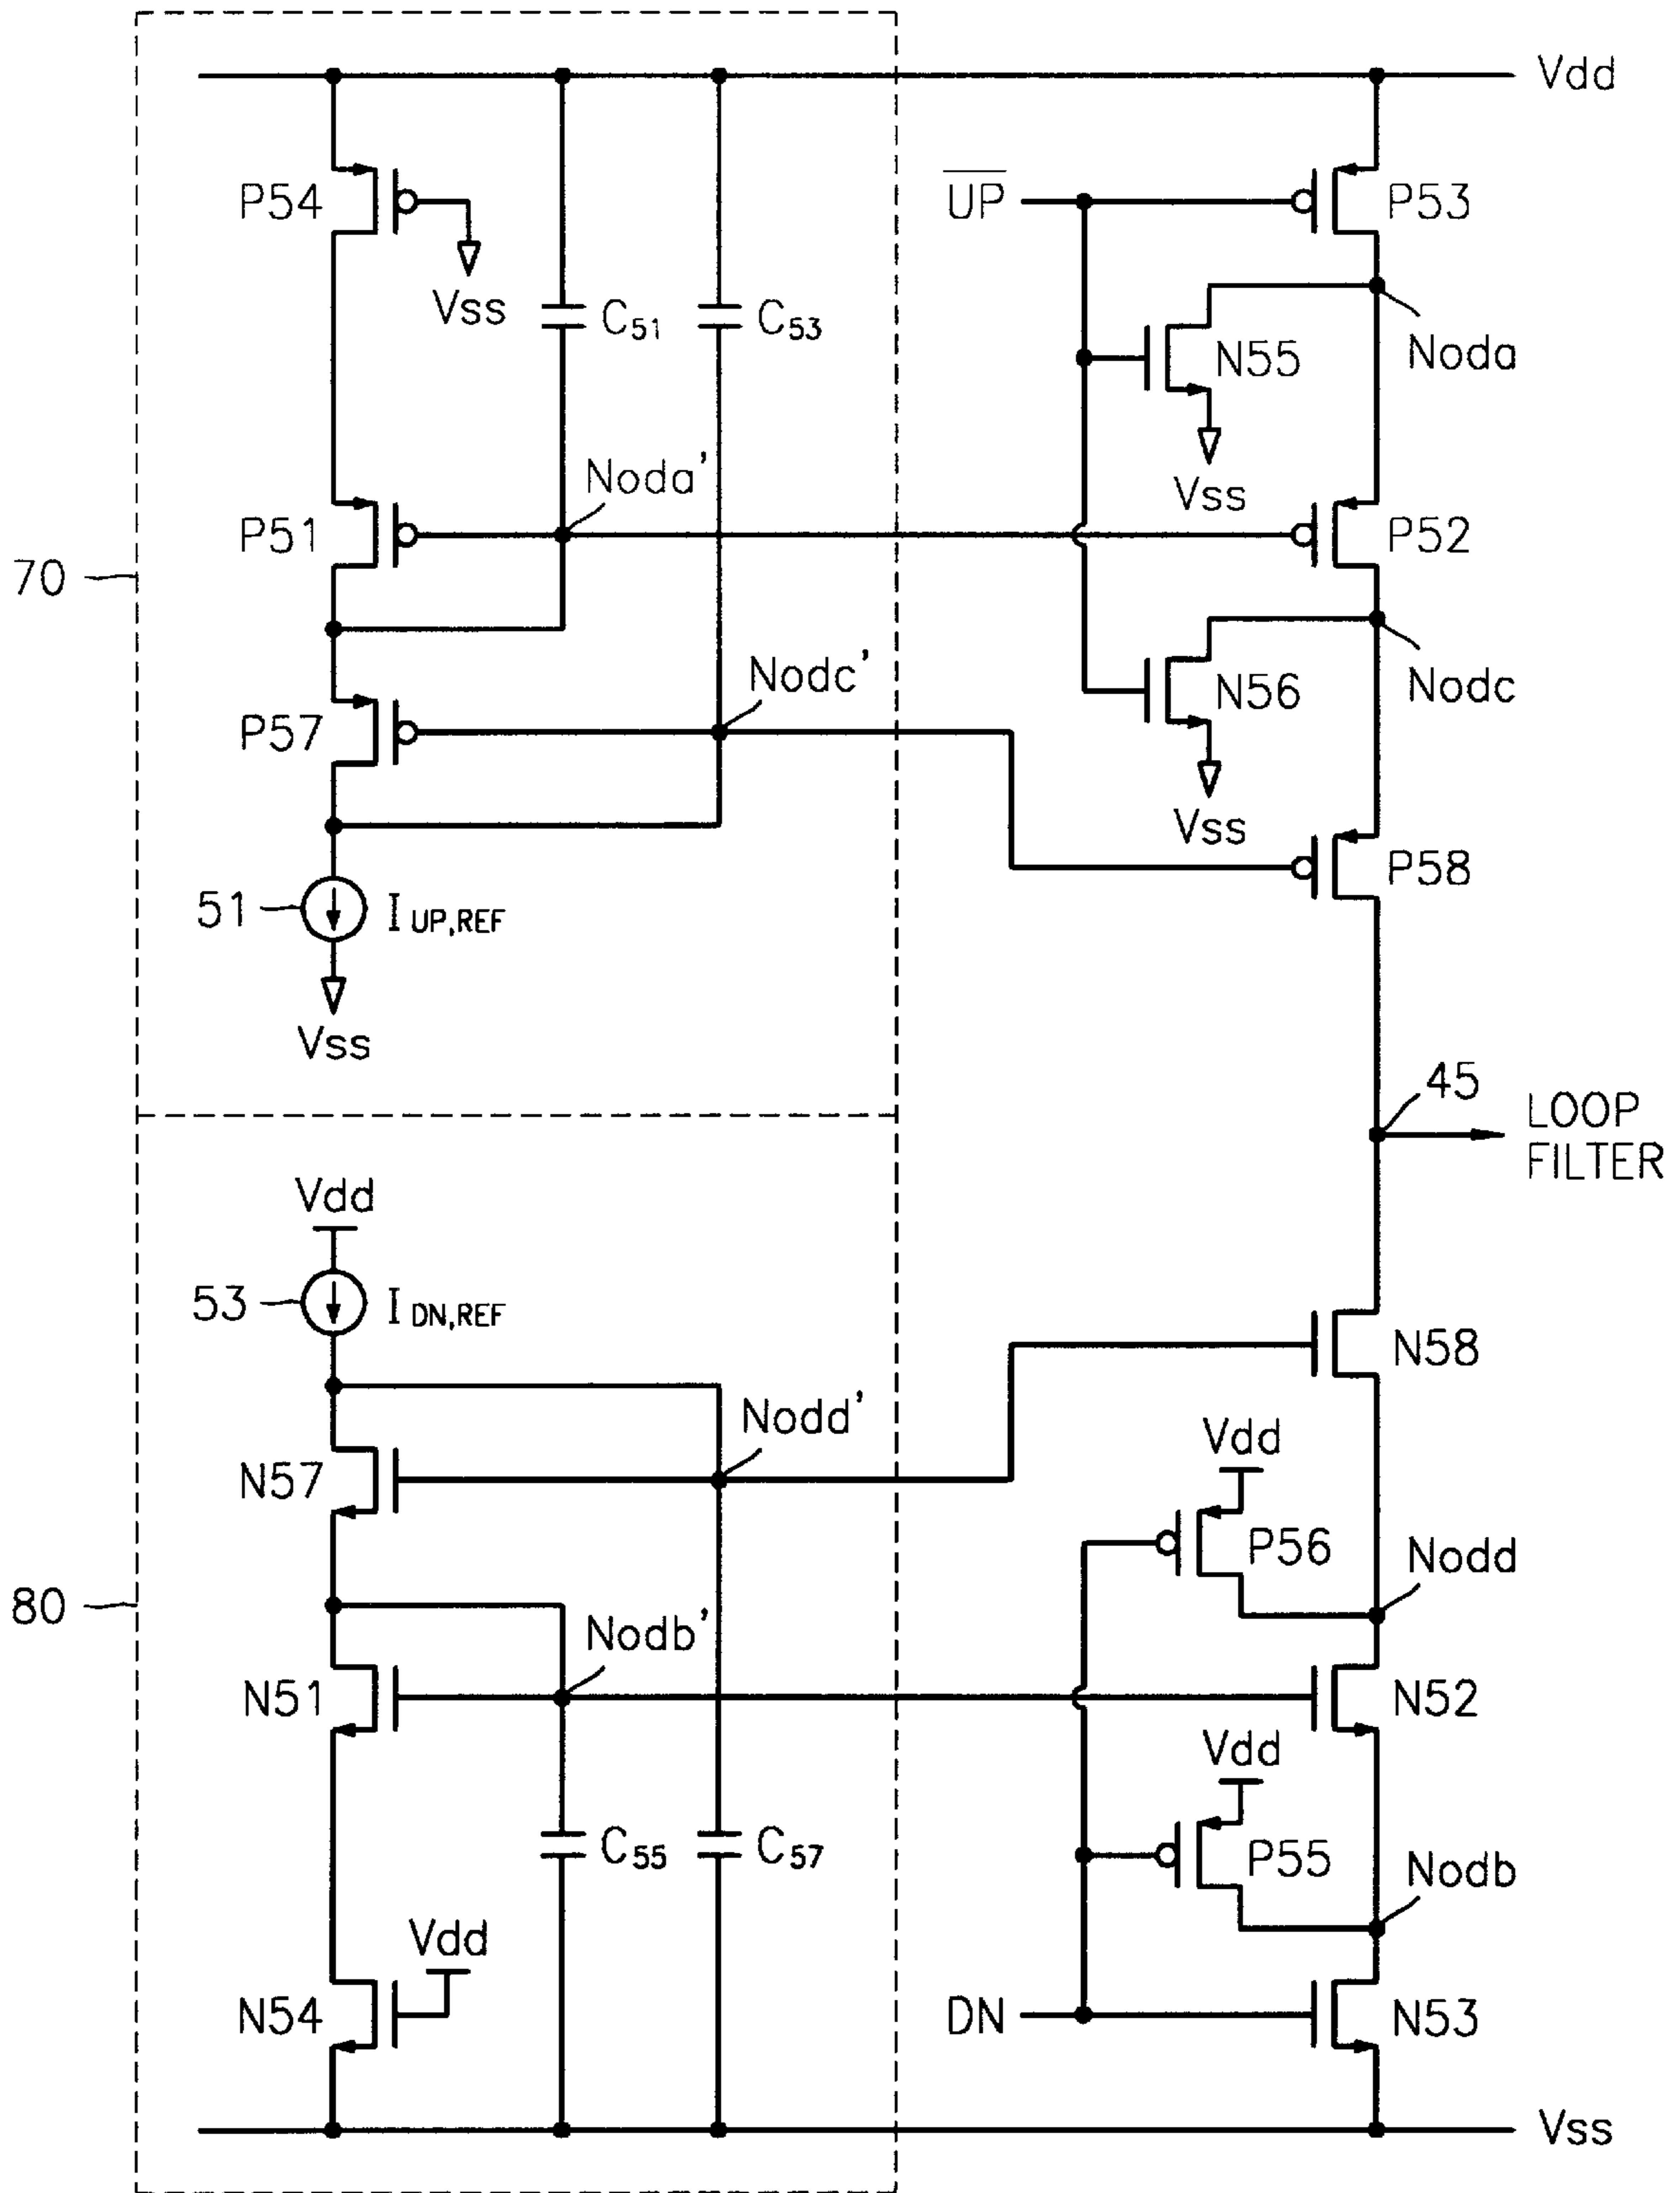 Vdd
P54
UP
P53
Vss
C51
C53
N55
Noda
Noda'
Vss
P51
P52
70
Nodc'
N56
Nodc
P57
Vss
P58
51
I UP,REF
Vss
45
LOOP
FILTER
Vdd
53
I DN,REF
N58
Nodd'
Vdd
N57
P56
Nodd
80
Nodb'
N51
N52
Vdd
C55
C57
P55
Nodb
Vdd
N54
DN
N53
Vss